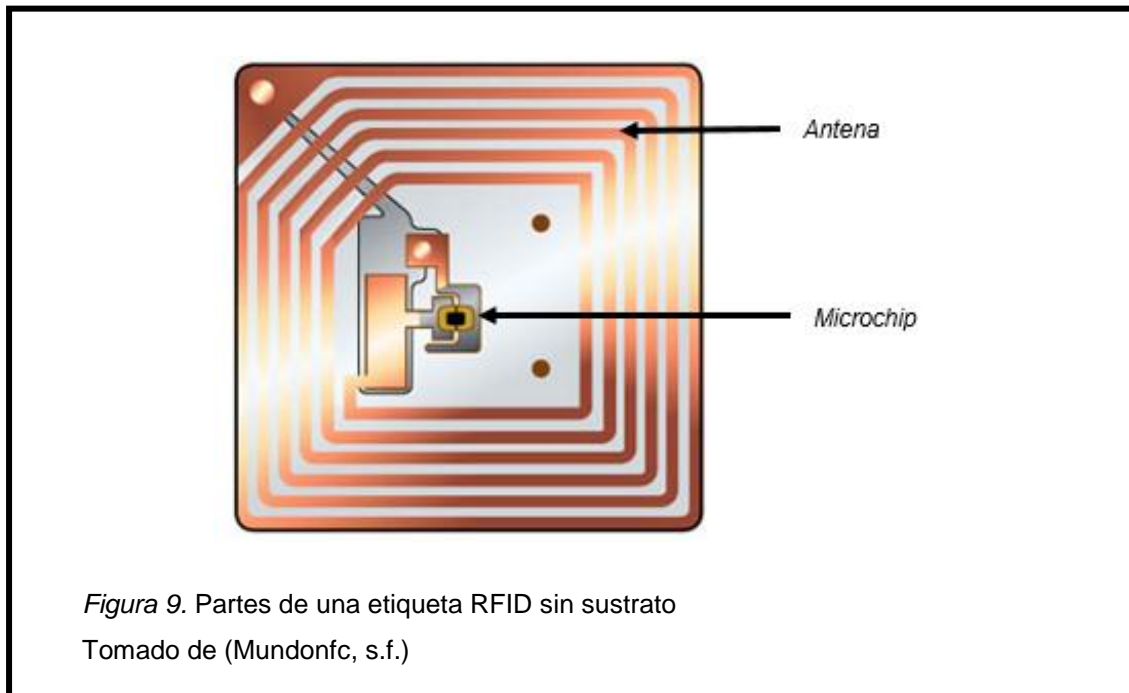 Antena
Microchip
Figura 9. Partes de una etiqueta RFID sin sustrato
Tomado de (Mundonfc, s.f.)